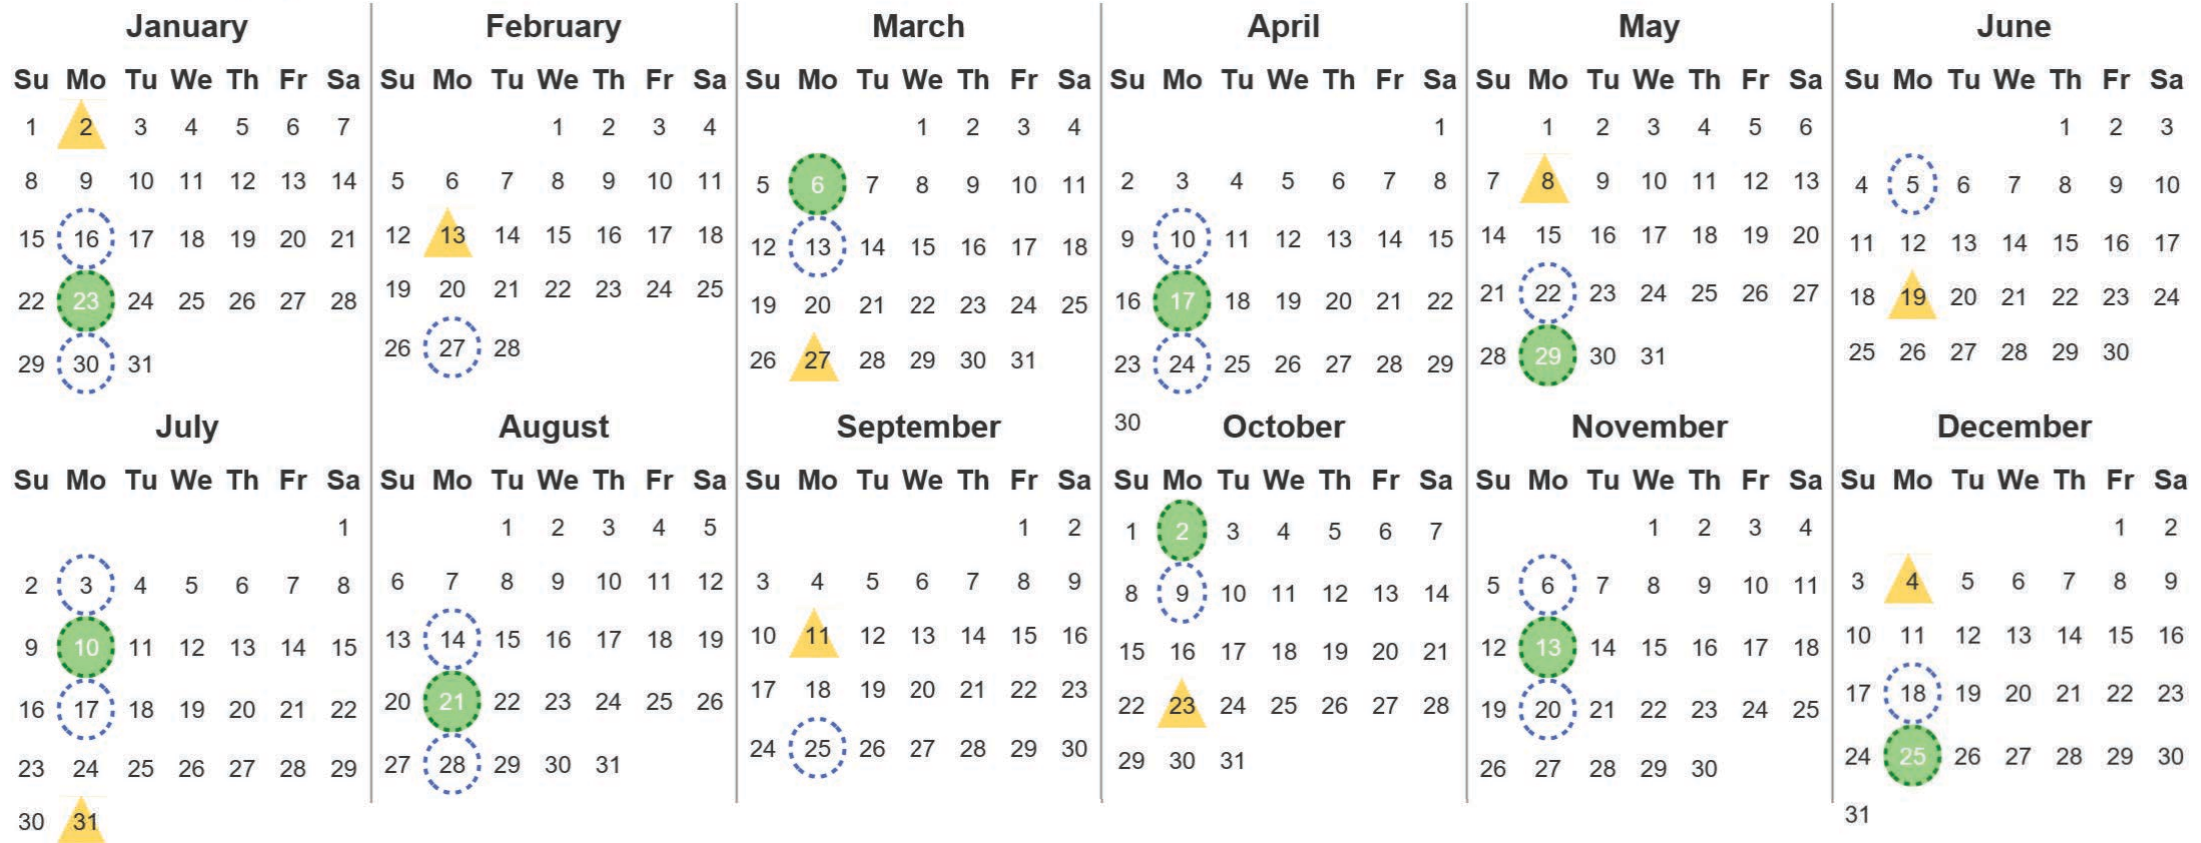 January February March April May June
Su Mo Tu We Th Fr Sa Su Mo Tu We Th Fr Sa Su Mo Tu We Th Fr Sa Su Mo Tu We Th Fr Sa Su Mo Tu We Th Fr Sa Su Mo Tu We Th Fr Sa
1 2 3 4 5 6 7 1 2 3 4 1 2 3 4 1 1 2 3 4 5 6 1 2 3
8 9 10 11 12 13 14 5 6 7 8 9 10 11 5 6 7 8 9 10 11 2 3 4 5 6 7 8 7 8 9 10 11 12 13 4 5 6 7 8 9 10
15 16 17 18 19 20 21 12 13 14 15 16 17 18 12 13 14 15 16 17 18 9 10 11 12 13 14 15 14 15 16 17 18 19 20 11 12 13 14 15 16 17
22 23 24 25 26 27 28 19 20 21 22 23 24 25 19 20 21 22 23 24 25 16 17 18 19 20 21 22 21 22 23 24 25 26 27 18 19 20 21 22 23 24
29 30 31 26 27 28 26 27 28 29 30 31 23 24 25 26 27 28 29 28 29 30 31 25 26 27 28 29 30
30
July August September October November December
Su Mo Tu We Th Fr Sa Su Mo Tu We Th Fr Sa Su Mo Tu We Th Fr Sa Su Mo Tu We Th Fr Sa Su Mo Tu We Th Fr Sa Su Mo Tu We Th Fr Sa
1 1 2 3 4 5 1 2 1 2 3 4 5 6 7 1 2 3 4 1 2
2 3 4 5 6 7 8 6 7 8 9 10 11 12 3 4 5 6 7 8 9 8 9 10 11 12 13 14 5 6 7 8 9 10 11 3 4 5 6 7 8 9
9 10 11 12 13 14 15 13 14 15 16 17 18 19 10 11 12 13 14 15 16 15 16 17 18 19 20 21 12 13 14 15 16 17 18 10 11 12 13 14 15 16
16 17 18 19 20 21 22 20 21 22 23 24 25 26 17 18 19 20 21 22 23 22 23 24 25 26 27 28 19 20 21 22 23 24 25 17 18 19 20 21 22 23
23 24 25 26 27 28 29 27 28 29 30 31 24 25 26 27 28 29 30 29 30 31 26 27 28 29 30 24 25 26 27 28 29 30
30 31 31